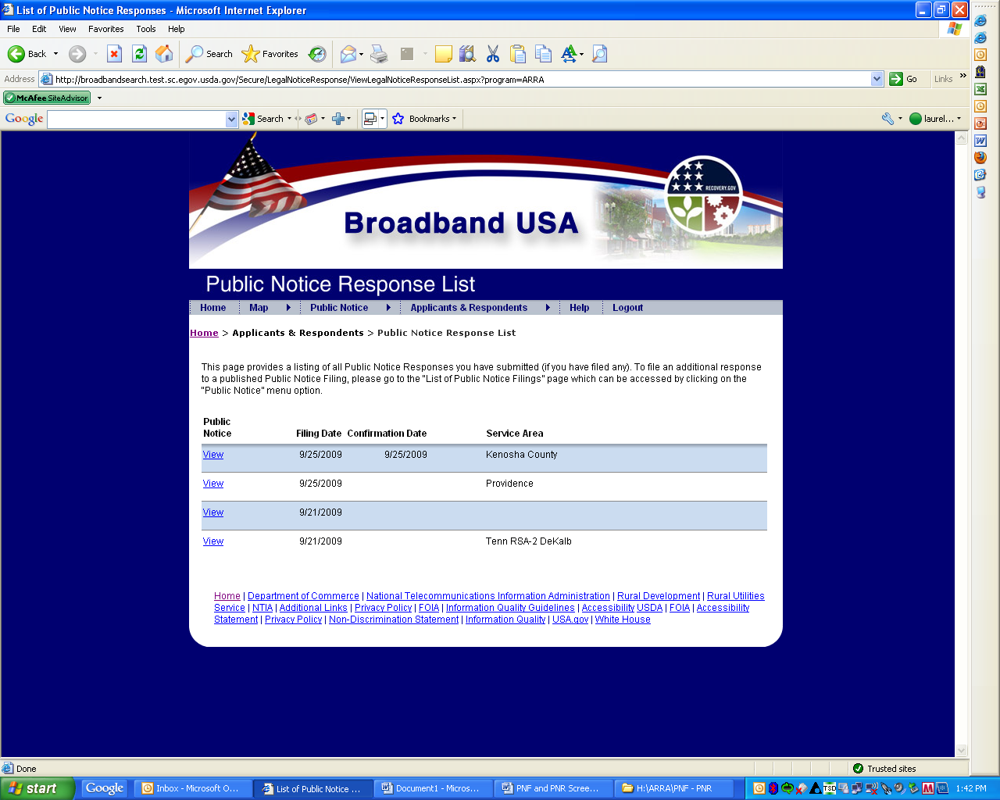 List of Public Notice Responses - Microsoft Internet Explorer
File Edit View Favorites Tools Help
Back Search Favorites
Address http://broadbandsearch.test.sc.egov.usda.gov/Secure/LegalNoticeResponse/ViewLegalNoticeResponseList.aspx?program=ARRA Go Links »
McAfee SiteAdvisor
Google Search Bookmarks laurel...
RECOVERY.GOV
Broadband USA
Public Notice Response List
Home Map Public Notice Applicants & Respondents Help Logout
Home > Applicants & Respondents > Public Notice Response List
This page provides a listing of all Public Notice Responses you have submitted (if you have filed any). To file an additional response
to a published Public Notice Filing, please go to the "List of Public Notice Filings" page which can be accessed by clicking on the
"Public Notice" menu option.
Public
Notice Filing Date Confirmation Date Service Area
View 9/25/2009 9/25/2009 Kenosha County
View 9/25/2009 Providence
View 9/21/2009
View 9/21/2009 Tenn RSA-2 DeKalb
Home | Department of Commerce | National Telecommunications Information Administration | Rural Development | Rural Utilities
Service | NTIA | Additional Links | Privacy Policy | FOIA | Information Quality Guidelines | Accessibility USDA | FOIA | Accessibility
Statement | Privacy Policy | Non-Discrimination Statement | Information Quality | USA.gov | White House
Done Trusted sites
start Google Inbox - Microsoft O... List of Public Notice ... Document1 - Micros... PNF and PNR Scree... H:\ARRA\PNF - PNR TSD 1:42 PM